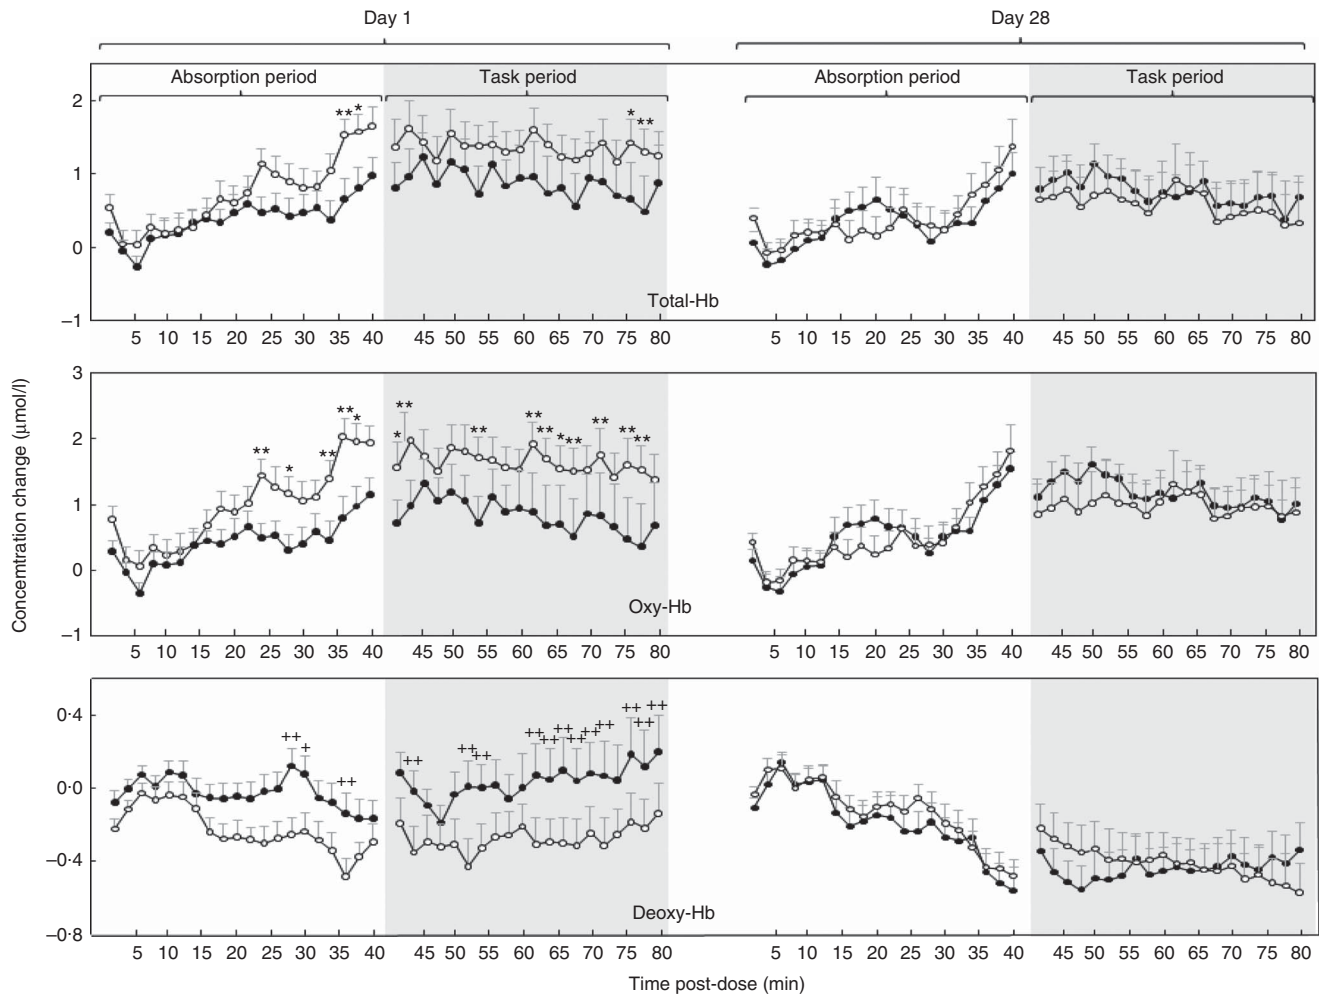 Day 1 Day 28
Absorption period Task period Absorption period Task period
2
** * * **
1
0
Total-Hb
–1
5 10 15 20 25 30 35 40 45 50 55 60 65 70 75 80 5 10 15 20 25 30 35 40 45 50 55 60 65 70 75 80
Concemtration change (μmol/l)
3
** * ** * ** * ** ** ** ** * ** ** ** **
2
1
0
Oxy-Hb
–1
5 10 15 20 25 30 35 40 45 50 55 60 65 70 75 80 5 10 15 20 25 30 35 40 45 50 55 60 65 70 75 80
0·4
++ + ++ ++ ++ ++ ++ ++ ++ ++ ++ ++ ++ ++ ++
0·0
–0·4
Deoxy-Hb
–0·8
5 10 15 20 25 30 35 40 45 50 55 60 65 70 75 80 5 10 15 20 25 30 35 40 45 50 55 60 65 70 75 80
Time post-dose (min)